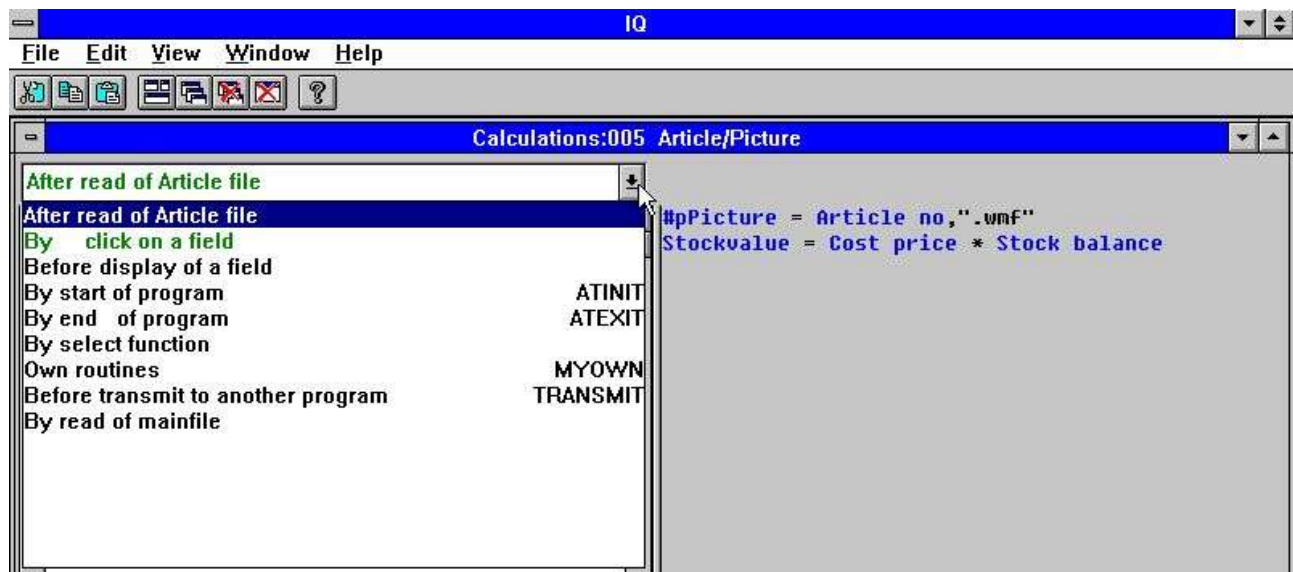 IQ
File Edit View Window Help
Calculations:005 Article/Picture
After read of Article file
After read of Article file
By click on a field
Before display of a field
By start of program ATINIT
By end of program ATEXIT
By select function
Own routines MYOWN
Before transmit to another program TRANSMIT
By read of mainfile
#pPicture = Article no,".wmf"
Stockvalue = Cost price * Stock balance